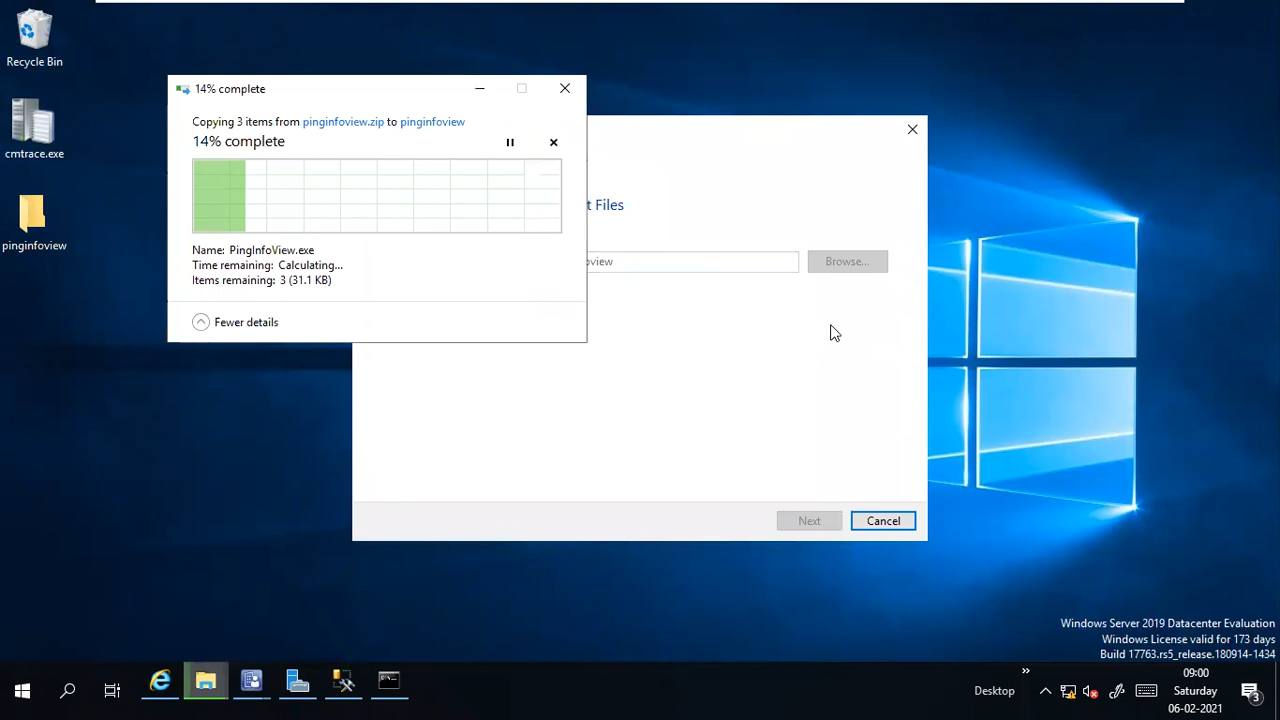 Recycle Bin
cmtrace.exe
pinginfoview
14% complete
Copying 3 items from pinginfoview.zip to pinginfoview
14% complete
Name: PingInfoView.exe
Time remaining: Calculating...
Items remaining: 3 (31.1 KB)
Fewer details
t Files
oview
Browse...
Next
Cancel
Windows Server 2019 Datacenter Evaluation
Windows License valid for 173 days
Build 17763.rs5_release.180914-1434
Desktop
»
09:00
Saturday
06-02-2021
3